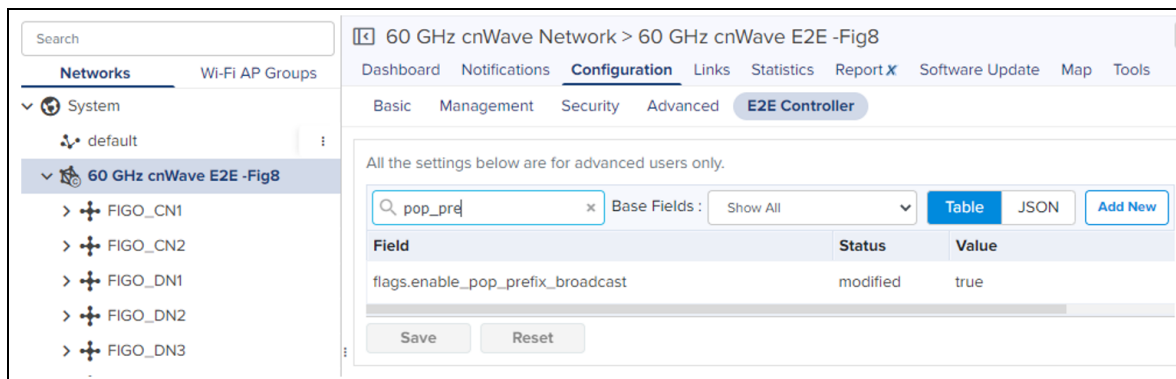 Search
Networks Wi-Fi AP Groups
System
default
60 GHz cnWave E2E -Fig8
FIGO_CN1
FIGO_CN2
FIGO_DN1
FIGO_DN2
FIGO_DN3
60 GHz cnWave Network > 60 GHz cnWave E2E -Fig8
Dashboard Notifications Configuration Links Statistics Report X Software Update Map Tools
Basic Management Security Advanced E2E Controller
All the settings below are for advanced users only.
pop_pre Base Fields : Show All Table JSON Add New
Field Status Value
flags.enable_pop_prefix_broadcast modified true
Save Reset